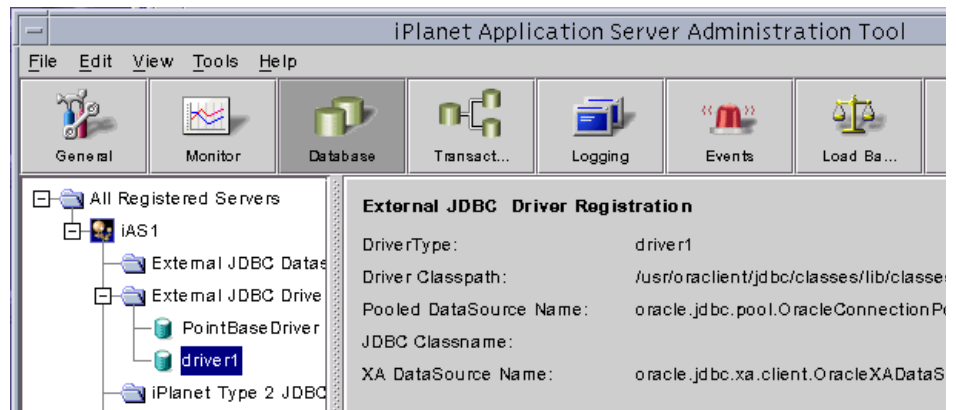 iPlanet Application Server Administration Tool
File Edit View Tools Help
General Monitor Database Transact... Logging Events Load Ba...
All Registered Servers
iAS1
External JDBC Datas
External JDBC Drive
PointBaseDriver
driver1
iPlanet Type 2 JDBC
External JDBC Driver Registration
DriverType: driver1
Driver Classpath: /usr/oraclient/jdbc/classes/lib/classe
Pooled DataSource Name: oracle.jdbc.pool.OracleConnectionPo
JDBC Classname:
XA DataSource Name: oracle.jdbc.xa.client.OracleXADataS